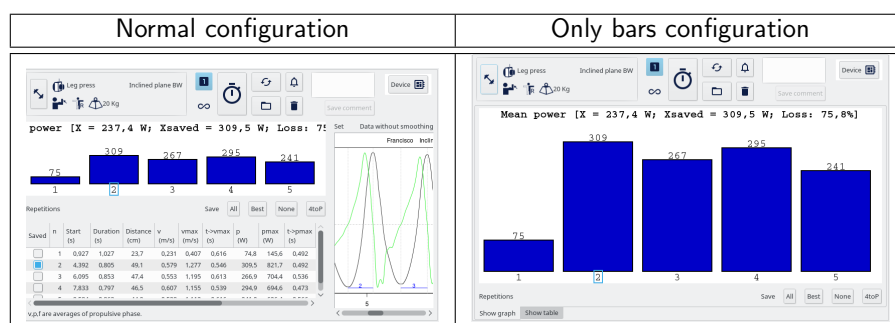 Normal configuration
Only bars configuration
Leg press
Inclined plane BW
20 Kg
1
∞
Save comment
Device
power [X = 237,4 W; Xsaved = 309,5 W; Loss: 75
75
309
267
295
241
1 2 3 4 5
Repetitions
Save All Best None 4toP
Saved n Start (s) Duration (s) Distance (cm) v (m/s) vmax (m/s) t->vmax (s) p (W) pmax (W) t->pmax (s)
1 0,927 1,027 23,7 0,231 0,407 0,616 74,8 145,6 0,492
2 4,392 0,805 49,1 0,579 1,277 0,546 309,5 821,7 0,492
3 6,095 0,853 47,4 0,553 1,195 0,613 266,9 704,4 0,536
4 7,833 0,797 46,5 0,607 1,155 0,539 294,9 694,6 0,473
v,p,f are averages of propulsive phase.
Set
Data without smoothing
Francisco
Inclir
2 3
5
Leg press
Inclined plane BW
20 Kg
1
∞
Save comment
Device
Mean power [X = 237,4 W; Xsaved = 309,5 W; Loss: 75,8%]
75
309
267
295
241
1 2 3 4 5
Repetitions
Save All Best None 4toP
Show graph Show table